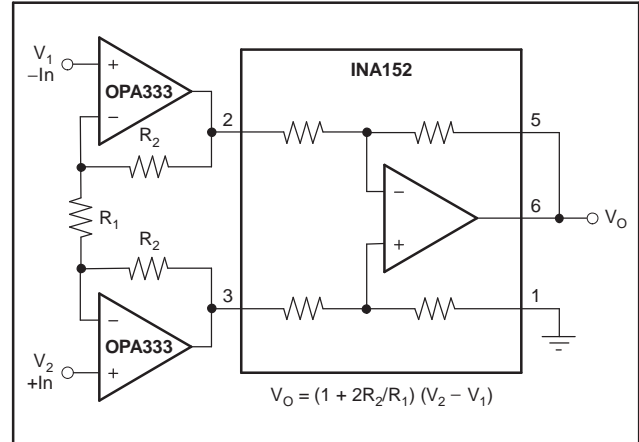 V1
–In
+
OPA333
–
R2
R1
R2
–
OPA333
+
V2
+In
INA152
2
5
–
6
VO
+
3
1
VO = (1 + 2R2/R1) (V2 – V1)